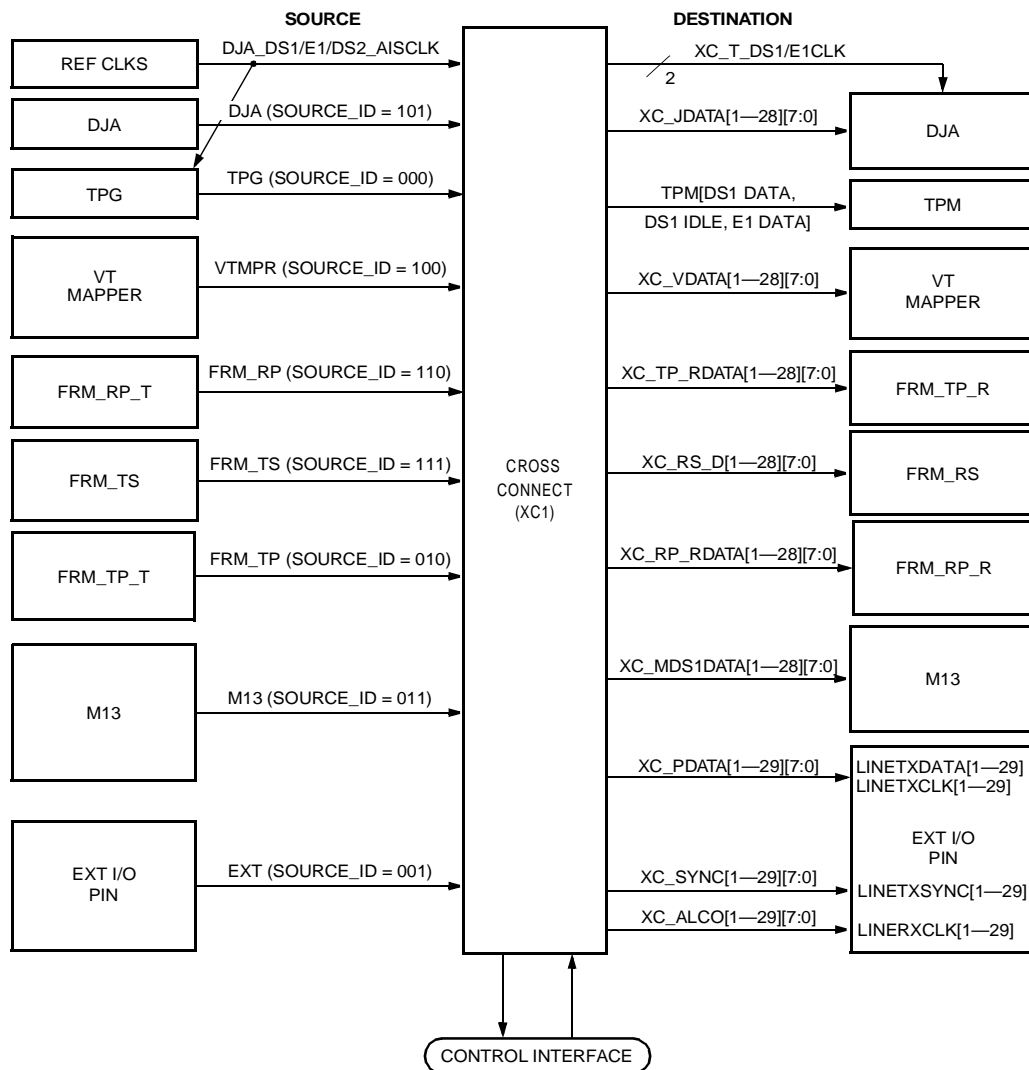 SOURCE
DESTINATION
REF CLKS
DJA_DS1/E1/DS2_AISCLK
XC_T_DS1/E1CLK
2
DJA
DJA (SOURCE_ID = 101)
XC_JDATA[1—28][7:0]
DJA
TPG
TPG (SOURCE_ID = 000)
TPM[DS1 DATA,
DS1 IDLE, E1 DATA]
TPM
VT
MAPPER
VTMPR (SOURCE_ID = 100)
XC_VDATA[1—28][7:0]
VT
MAPPER
FRM_RP_T
FRM_RP (SOURCE_ID = 110)
XC_TP_RDATA[1—28][7:0]
FRM_TP_R
FRM_TS
FRM_TS (SOURCE_ID = 111)
CROSS
CONNECT
(XC1)
XC_RS_D[1—28][7:0]
FRM_RS
FRM_TP_T
FRM_TP (SOURCE_ID = 010)
XC_RP_RDATA[1—28][7:0]
FRM_RP_R
M13
M13 (SOURCE_ID = 011)
XC_MDS1DATA[1—28][7:0]
M13
XC_PDATA[1—29][7:0]
LINETXDATA[1—29]
LINETXCLK[1—29]
EXT I/O
PIN
EXT (SOURCE_ID = 001)
EXT I/O
PIN
XC_SYNC[1—29][7:0]
LINETXSYNC[1—29]
XC_ALCO[1—29][7:0]
LINERXCLK[1—29]
CONTROL INTERFACE